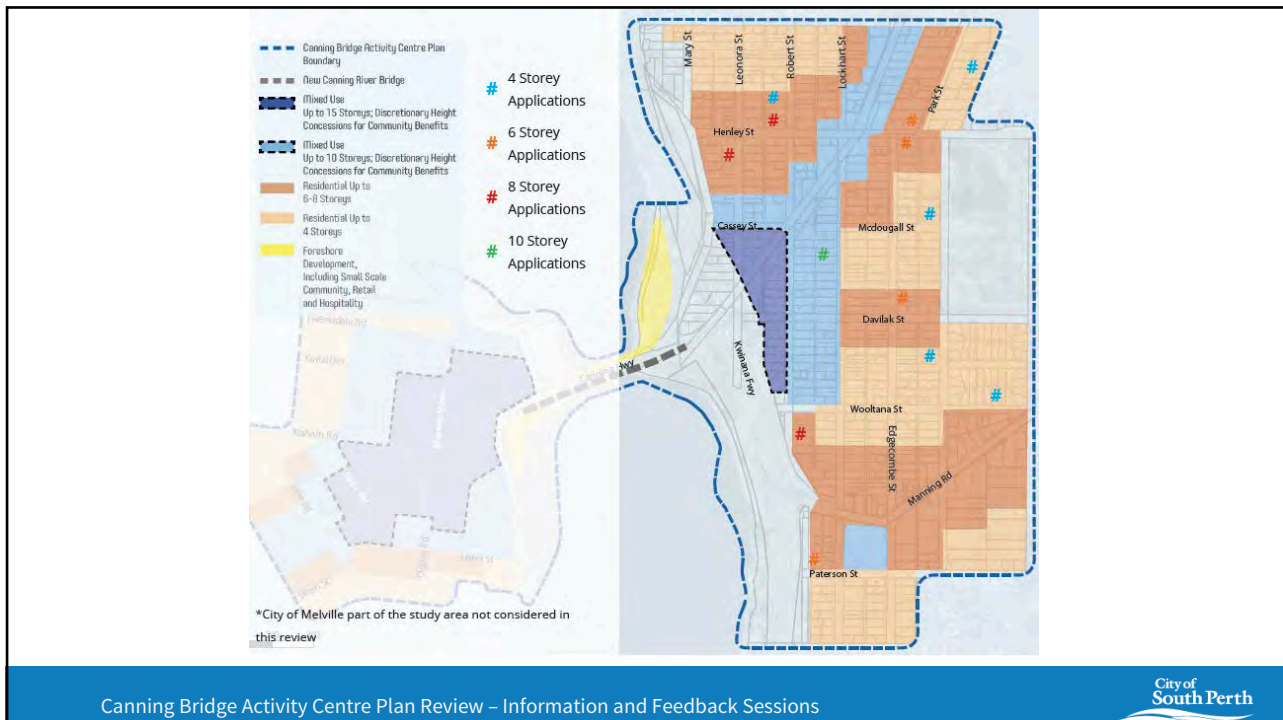 Canning Bridge Activity Centre Plan
Boundary
New Canning River Bridge
Mixed Use
Up to 15 Storeys; Discretionary Height
Concessions for Community Benefits
Mixed Use
Up to 10 Storeys; Discretionary Height
Concessions for Community Benefits
Residential Up to
6-8 Storeys
Residential Up to
4 Storeys
Foreshore
Development,
Including Small Scale
Community, Retail
and Hospitality
# 4 Storey
Applications
# 6 Storey
Applications
# 8 Storey
Applications
# 10 Storey
Applications
Mary St
Leonora St
Robert St
Lockhart St
Park St
#
#
#
#
#
Henley St
#
#
Cassey St
Mcdougall St
#
#
Davilak St
Kwinana Fwy
Hwy
#
#
Wooltana St
#
Edgecombe St
Manning Rd
#
Paterson St
*City of Melville part of the study area not considered in
this review
Canning Bridge Activity Centre Plan Review – Information and Feedback Sessions
City of
South Perth